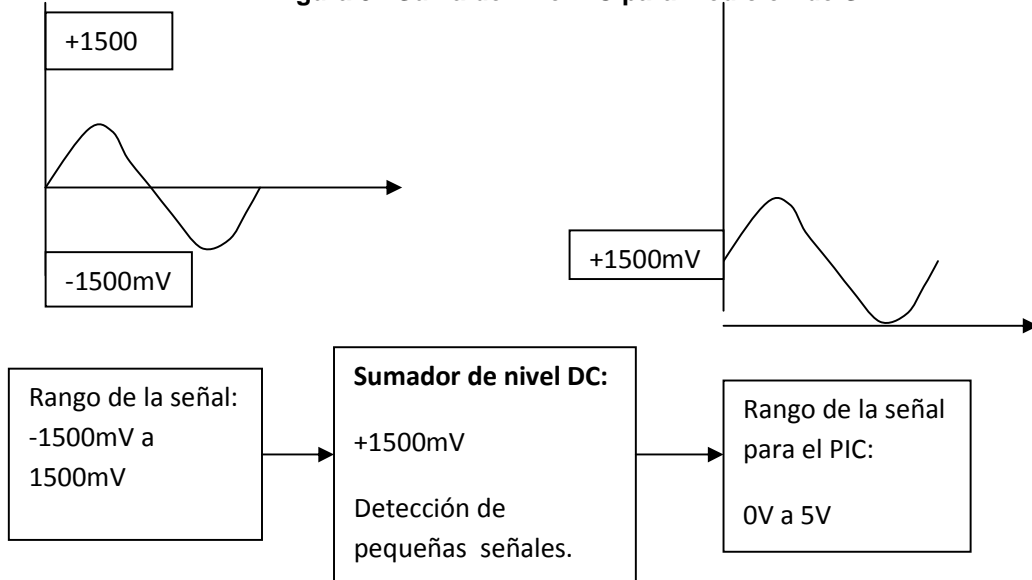 +1500
-1500mV
+1500mV
Rango de la señal:
-1500mV a
1500mV
Sumador de nivel DC:
+1500mV
Detección de
pequeñas señales.
Rango de la señal
para el PIC:
0V a 5V